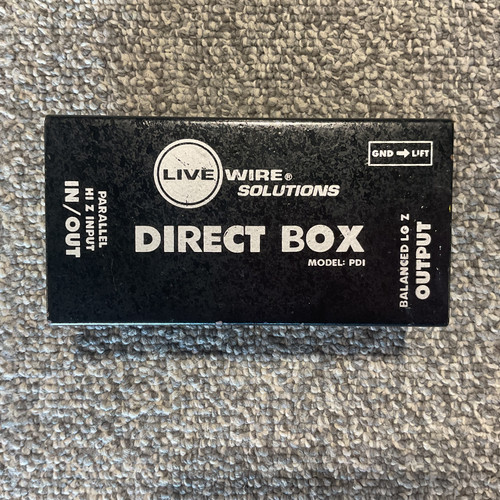 LIVE WIRE®
SOLUTIONS
GND → LIFT
DIRECT BOX
MODEL: PDI
PARALLEL
HI Z INPUT
IN/OUT
BALANCED LO Z
OUTPUT